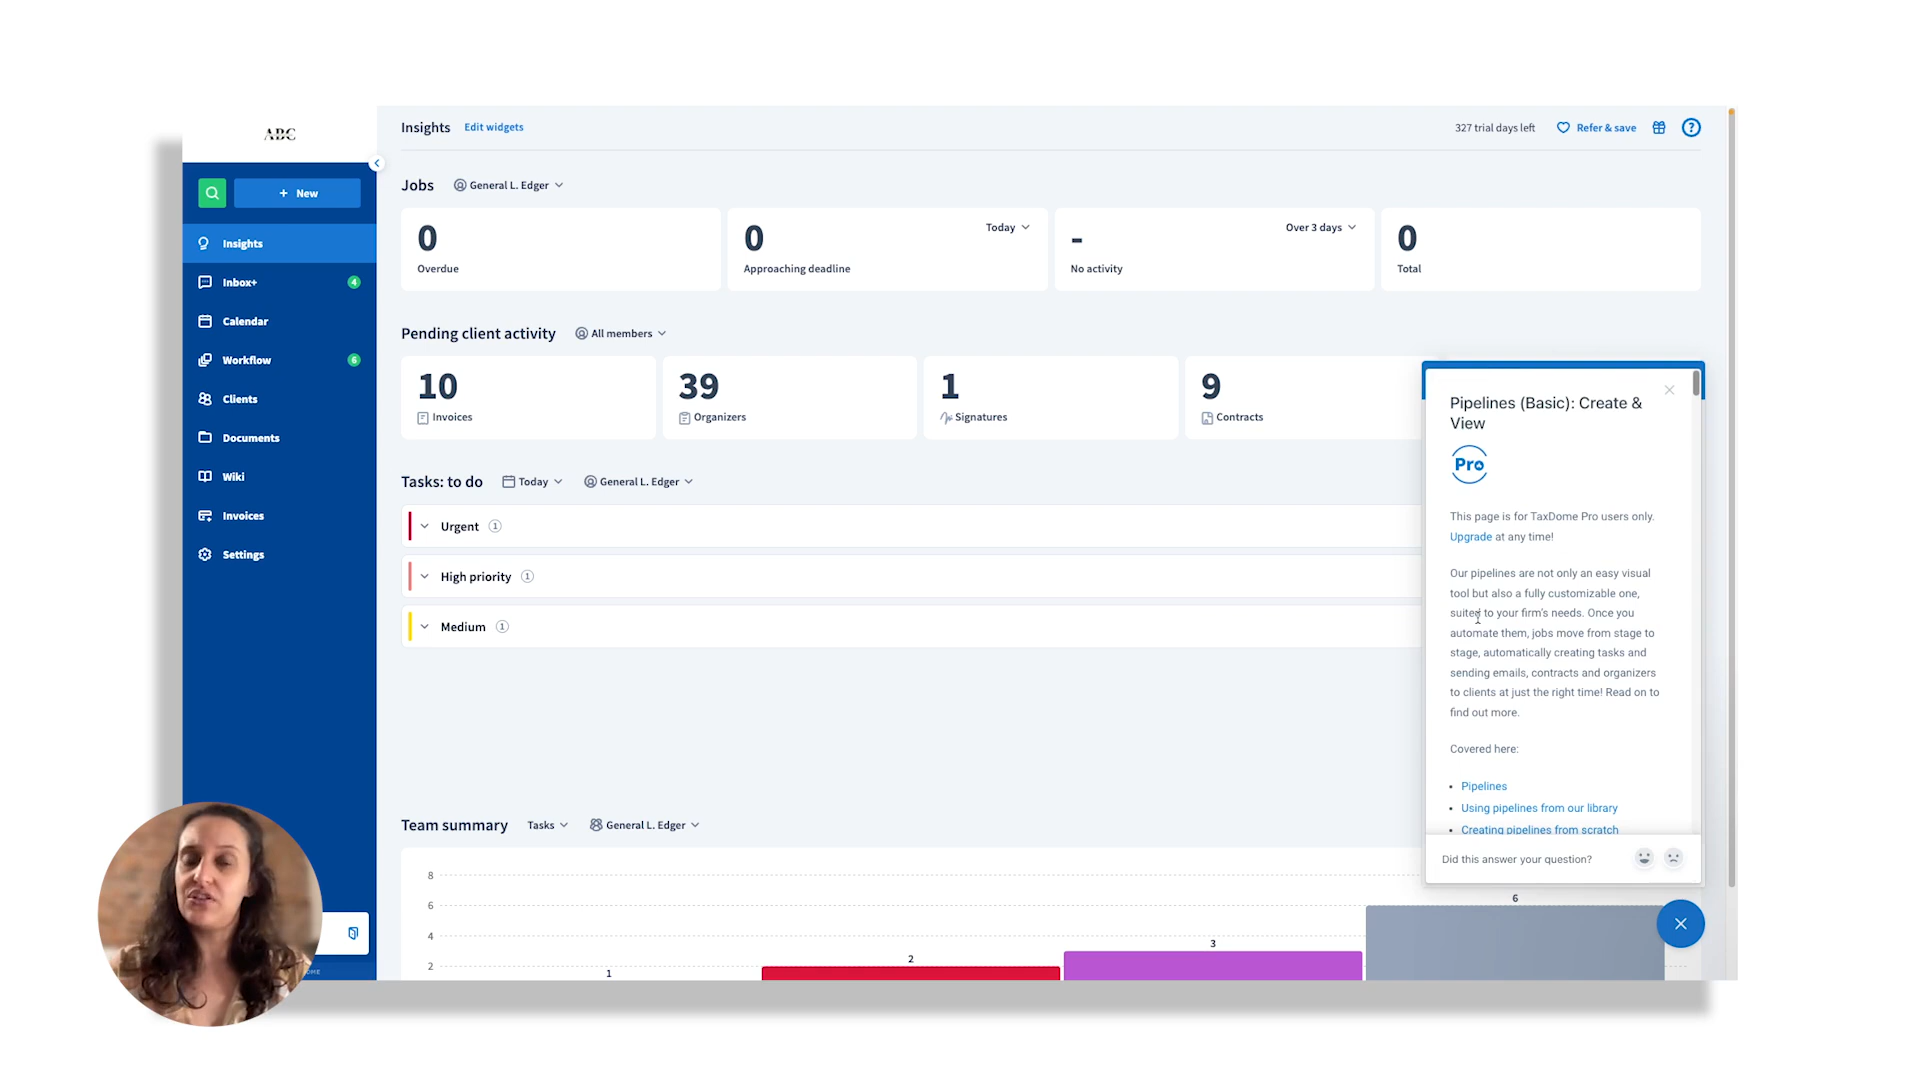 ABC
Insights Edit widgets
327 trial days left Refer & save ?
+ New
Insights
Inbox+ 4
Calendar
Workflow 6
Clients
Documents
Wiki
Invoices
Settings
OME
Jobs General L. Edger
0
Overdue
0 Today
Approaching deadline
- Over 3 days
No activity
0
Total
Pending client activity All members
10
Invoices
39
Organizers
1
Signatures
9
Contracts
Tasks: to do Today General L. Edger
Urgent 1
High priority 1
Medium 1
Team summary Tasks General L. Edger
8
6
4
2
1
2
3
6
Pipelines (Basic): Create &
View
Pro
This page is for TaxDome Pro users only.
Upgrade at any time!
Our pipelines are not only an easy visual
tool but also a fully customizable one,
suited to your firm's needs. Once you
automate them, jobs move from stage to
stage, automatically creating tasks and
sending emails, contracts and organizers
to clients at just the right time! Read on to
find out more.
Covered here:
• Pipelines
• Using pipelines from our library
• Creating pipelines from scratch
Did this answer your question?